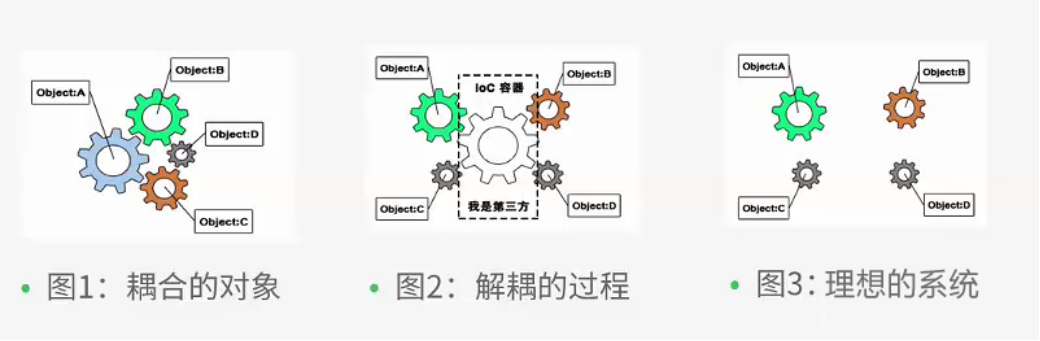 Object:A
Object:B
Object:D
Object:C
• 图1：耦合的对象
Object:A
IoC 容器
Object:B
Object:C
我是第三方
Object:D
• 图2：解耦的过程
Object:A
Object:B
Object:C
Object:D
• 图3：理想的系统